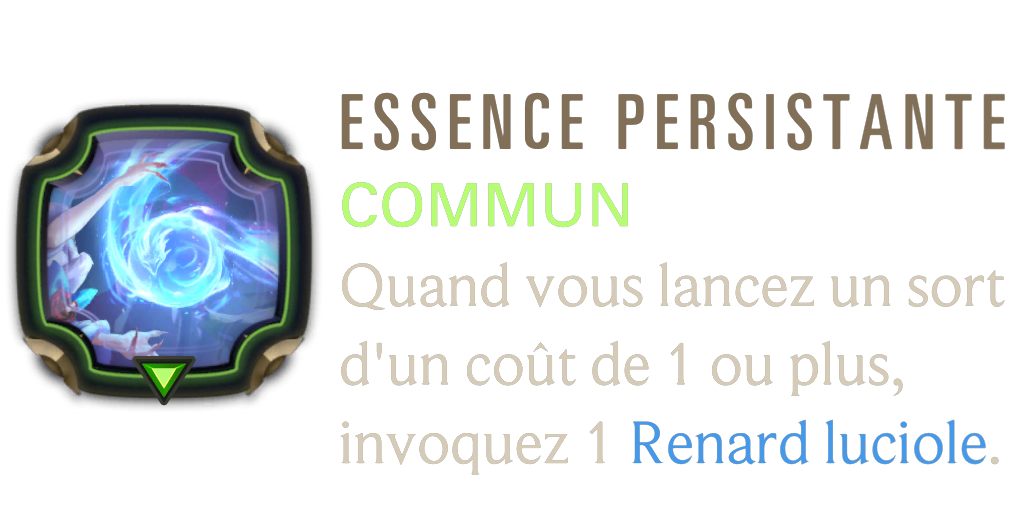 ESSENCE PERSISTANTE
COMMUN
Quand vous lancez un sort
d'un coût de 1 ou plus,
invoquez 1 Renard luciole.